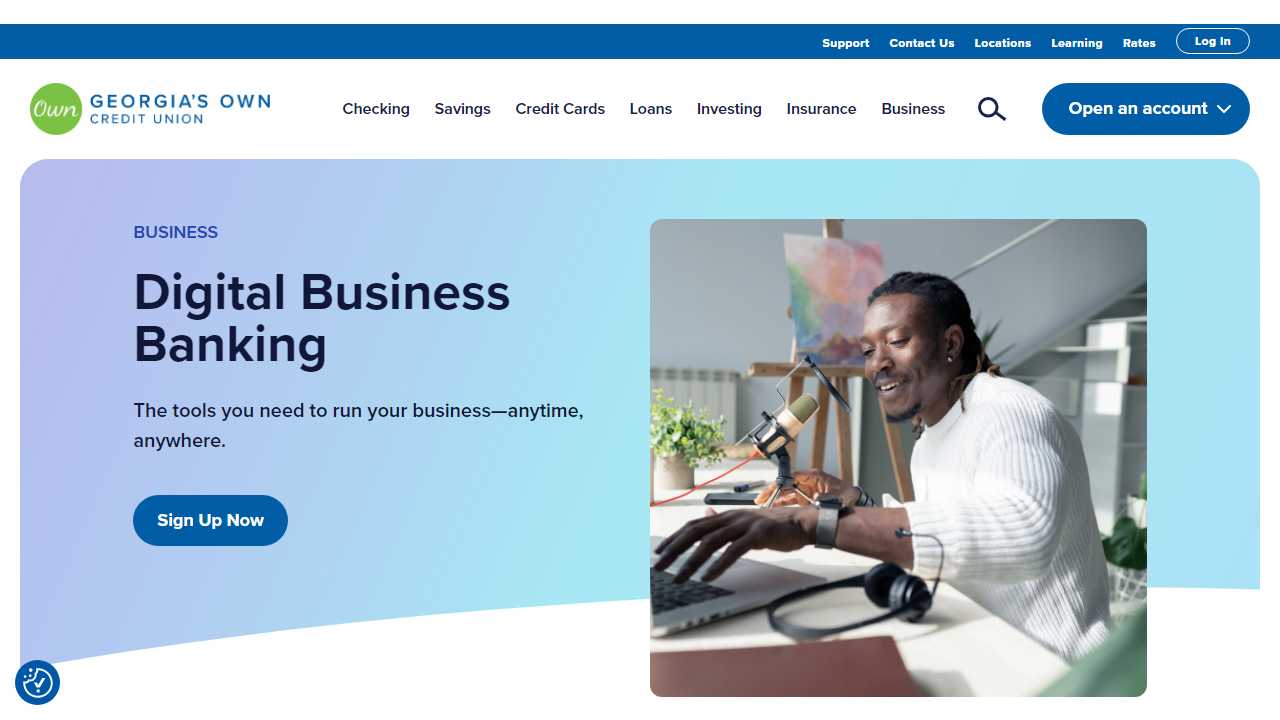 Support Contact Us Locations Learning Rates Log In
Own GEORGIA'S OWN
CREDIT UNION
Checking Savings Credit Cards Loans Investing Insurance Business Open an account
BUSINESS
Digital Business
Banking
The tools you need to run your business—anytime,
anywhere.
Sign Up Now